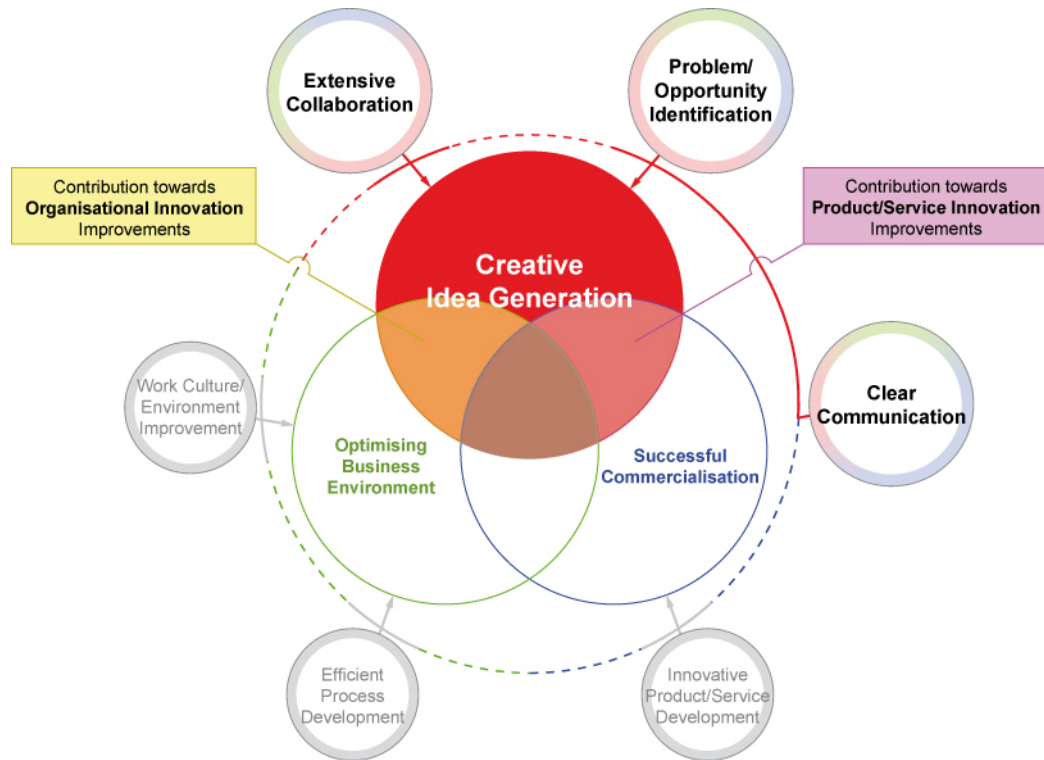 Extensive
Collaboration
Problem/
Opportunity
Identification
Contribution towards
Organisational Innovation
Improvements
Contribution towards
Product/Service Innovation
Improvements
Creative
Idea Generation
Work Culture/
Environment
Improvement
Clear
Communication
Optimising
Business
Environment
Successful
Commercialisation
Efficient
Process
Development
Innovative
Product/Service
Development